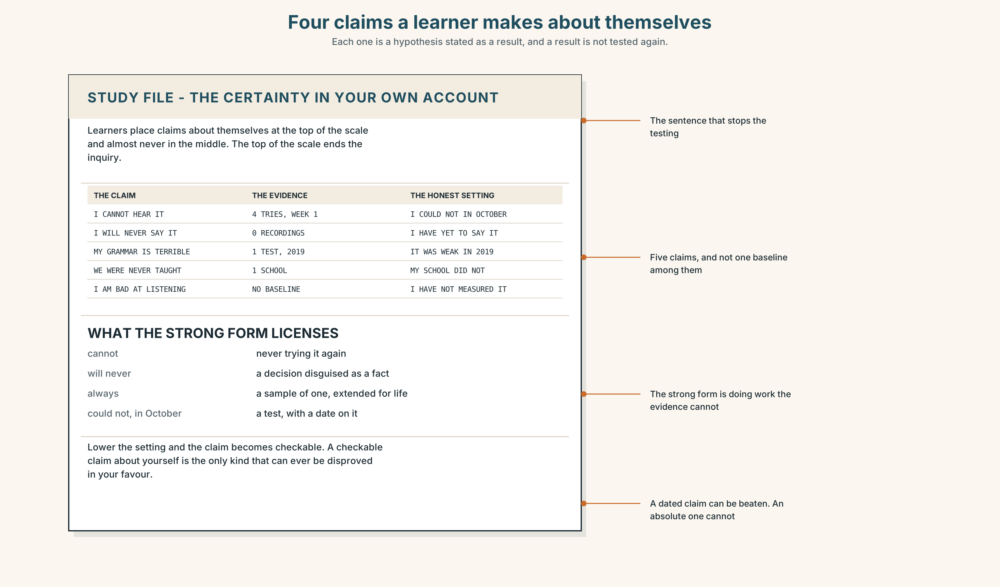 Four claims a learner makes about themselves
Each one is a hypothesis stated as a result, and a result is not tested again.
STUDY FILE - THE CERTAINTY IN YOUR OWN ACCOUNT
Learners place claims about themselves at the top of the scale
and almost never in the middle. The top of the scale ends the
inquiry.
THE CLAIM THE EVIDENCE THE HONEST SETTING
I CANNOT HEAR IT 4 TRIES, WEEK 1 I COULD NOT IN OCTOBER
I WILL NEVER SAY IT 0 RECORDINGS I HAVE YET TO SAY IT
MY GRAMMAR IS TERRIBLE 1 TEST, 2019 IT WAS WEAK IN 2019
WE WERE NEVER TAUGHT 1 SCHOOL MY SCHOOL DID NOT
I AM BAD AT LISTENING NO BASELINE I HAVE NOT MEASURED IT
WHAT THE STRONG FORM LICENSES
cannot never trying it again
will never a decision disguised as a fact
always a sample of one, extended for life
could not, in October a test, with a date on it
Lower the setting and the claim becomes checkable. A checkable
claim about yourself is the only kind that can ever be disproved
in your favour.
The sentence that stops the
testing
Five claims, and not one baseline
among them
The strong form is doing work the
evidence cannot
A dated claim can be beaten. An
absolute one cannot